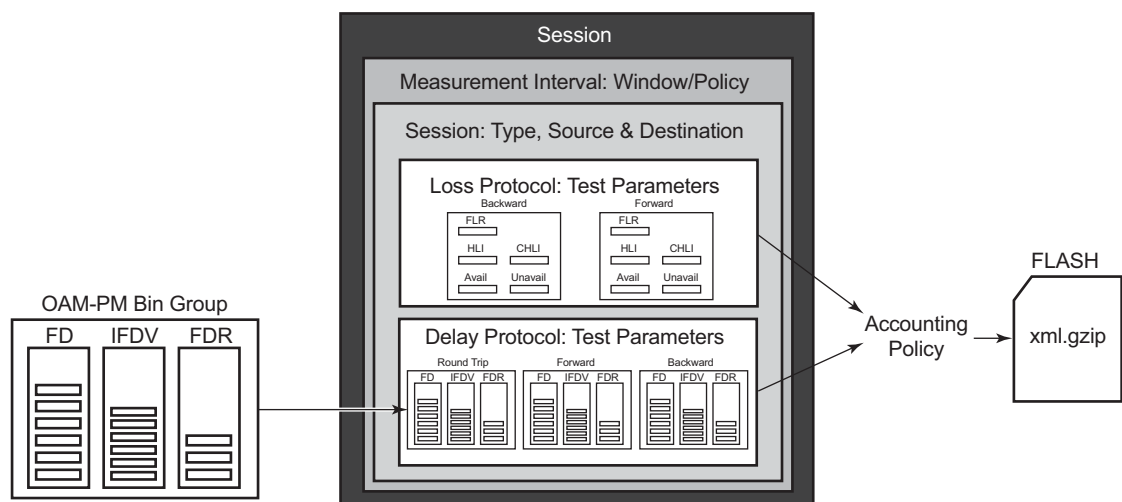 Session
Measurement Interval: Window/Policy
Session: Type, Source & Destination
Loss Protocol: Test Parameters
Backward
FLR
HLI CHLI
Avail Unavail
Forward
FLR
HLI CHLI
Avail Unavail
OAM-PM Bin Group
FD IFDV FDR
Delay Protocol: Test Parameters
Round Trip
FD IFDV FDR
Forward
FD IFDV FDR
Backward
FD IFDV FDR
Accounting
Policy
FLASH
xml.gzip